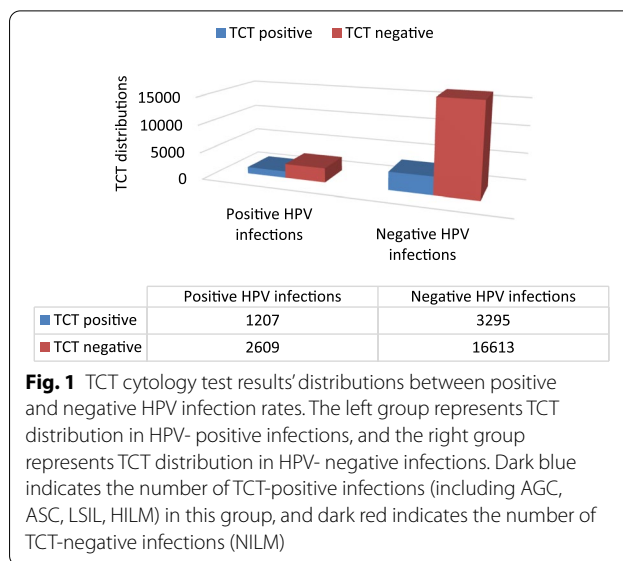 TCT positive TCT negative
15000
10000
5000
0
TCT distributions
Positive HPV
infections
Negative HPV
infections
Positive HPV infections Negative HPV infections
TCT positive 1207 3295
TCT negative 2609 16613
Fig. 1 TCT cytology test results' distributions between positive
and negative HPV infection rates. The left group represents TCT
distribution in HPV- positive infections, and the right group
represents TCT distribution in HPV- negative infections. Dark blue
indicates the number of TCT-positive infections (including AGC,
ASC, LSIL, HILM) in this group, and dark red indicates the number of
TCT-negative infections (NILM)